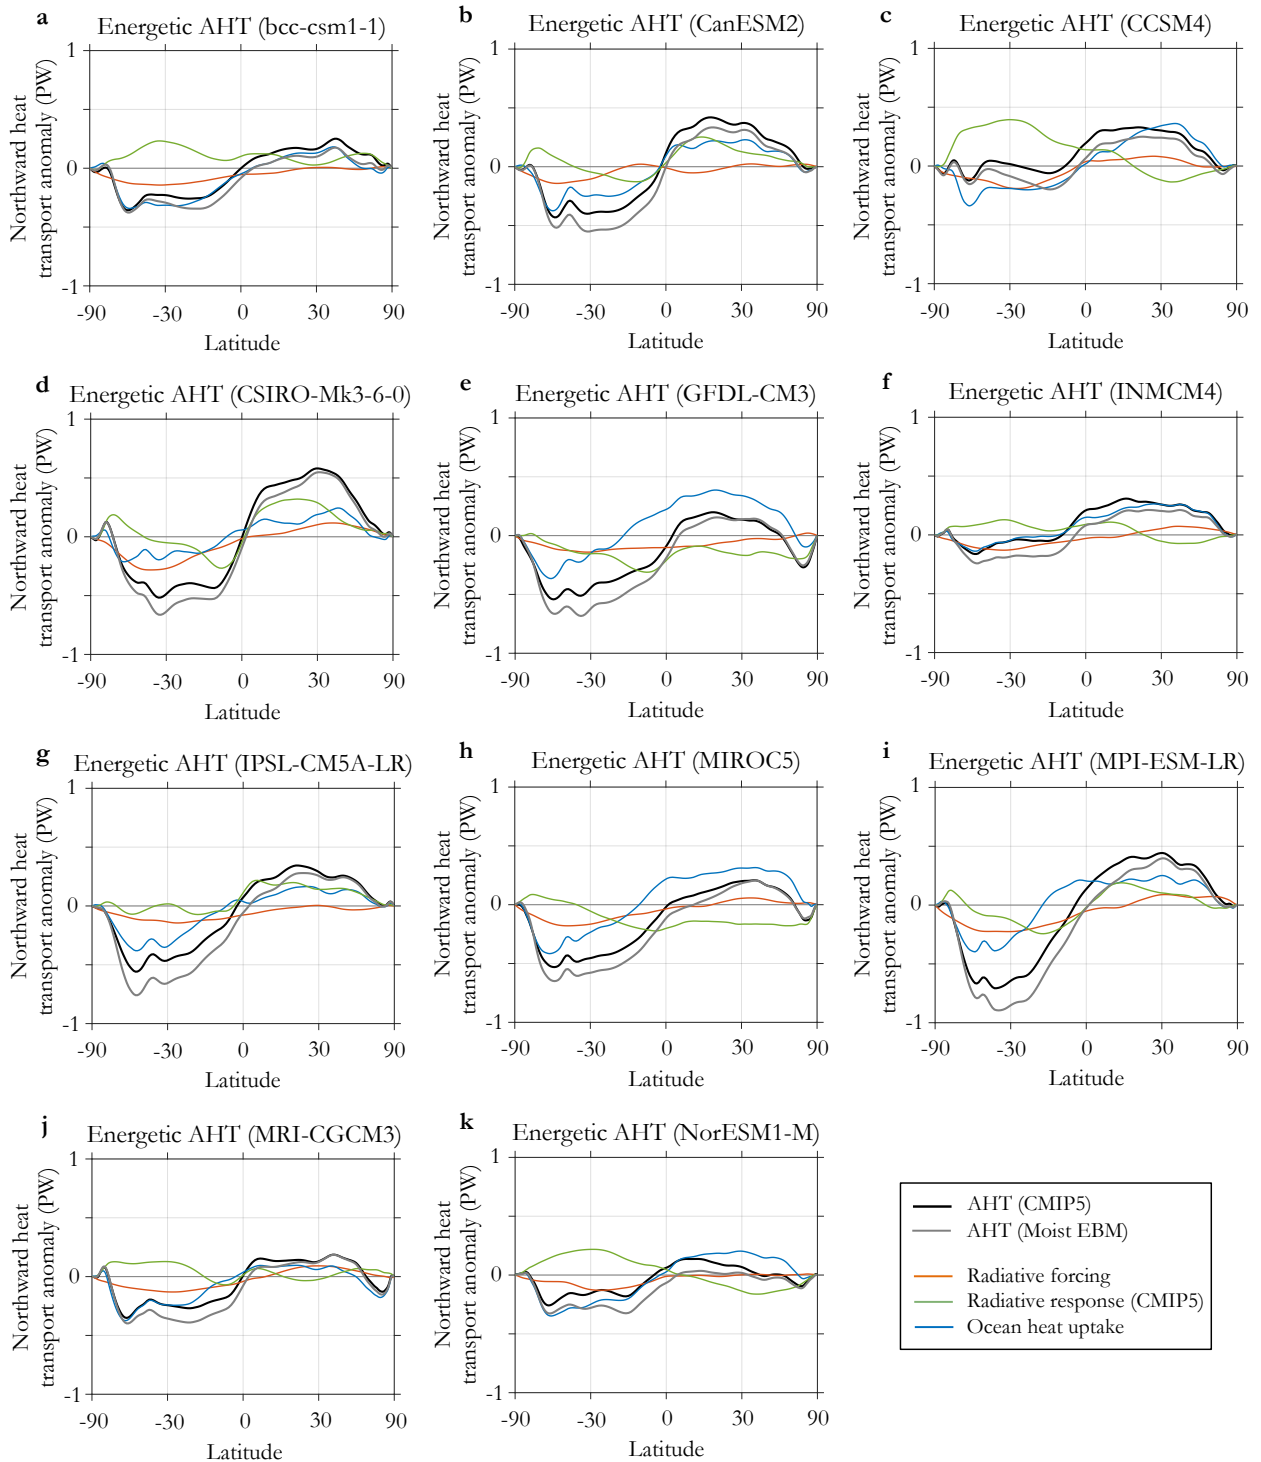 a
Energetic AHT (bcc-csm1-1)
Northward heat
transport anomaly (PW)
1
0
-1
-90
-30
0
30
90
Latitude
b
Energetic AHT (CanESM2)
Northward heat
transport anomaly (PW)
1
0
-1
-90
-30
0
30
90
Latitude
c
Energetic AHT (CCSM4)
Northward heat
transport anomaly (PW)
1
0
-1
-90
-30
0
30
90
Latitude
d
Energetic AHT (CSIRO-Mk3-6-0)
Northward heat
transport anomaly (PW)
1
0
-1
-90
-30
0
30
90
Latitude
e
Energetic AHT (GFDL-CM3)
Northward heat
transport anomaly (PW)
1
0
-1
-90
-30
0
30
90
Latitude
f
Energetic AHT (INMCM4)
Northward heat
transport anomaly (PW)
1
0
-1
-90
-30
0
30
90
Latitude
g
Energetic AHT (IPSL-CM5A-LR)
Northward heat
transport anomaly (PW)
1
0
-1
-90
-30
0
30
90
Latitude
h
Energetic AHT (MIROC5)
Northward heat
transport anomaly (PW)
1
0
-1
-90
-30
0
30
90
Latitude
i
Energetic AHT (MPI-ESM-LR)
Northward heat
transport anomaly (PW)
1
0
-1
-90
-30
0
30
90
Latitude
j
Energetic AHT (MRI-CGCM3)
Northward heat
transport anomaly (PW)
1
0
-1
-90
-30
0
30
90
Latitude
k
Energetic AHT (NorESM1-M)
Northward heat
transport anomaly (PW)
1
0
-1
-90
-30
0
30
90
Latitude
AHT (CMIP5)
AHT (Moist EBM)
Radiative forcing
Radiative response (CMIP5)
Ocean heat uptake